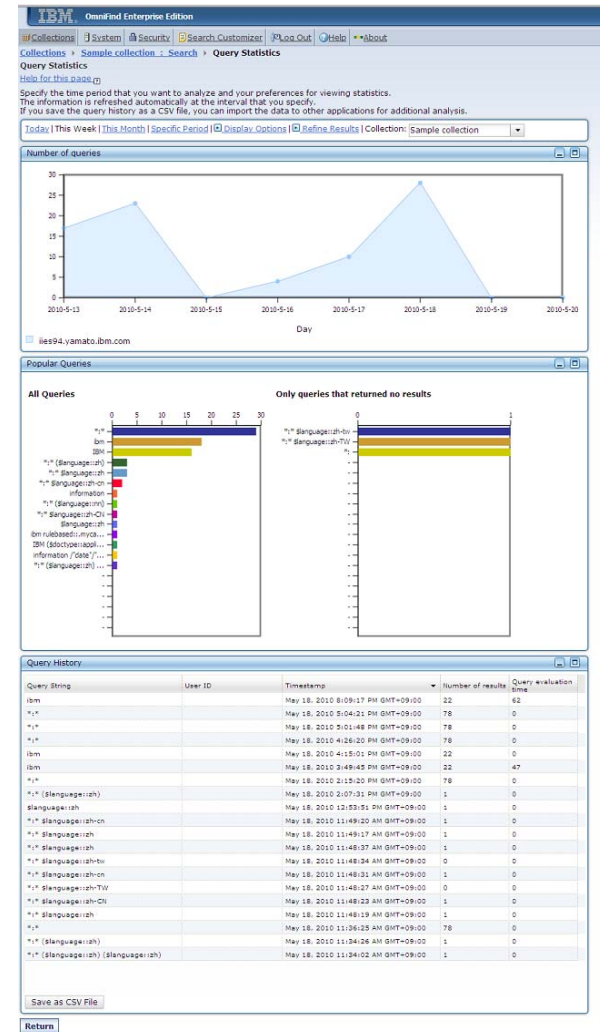 IBM. OmniFind Enterprise Edition
Collections System Security Search Customizer Log Out Help About
Collections Sample collection : Search Query Statistics
Query Statistics
Help for this page
Specify the time period that you want to analyze and your preferences for viewing statistics.
The information is refreshed automatically at the interval that you specify.
If you save the query history as a CSV file, you can import the data to other applications for additional analysis.
Today | This Week | This Month | Specific Period | Display Options | Refine Results | Collection: Sample collection
Number of queries
30
25
20
15
10
5
0
2010-5-13 2010-5-14 2010-5-15 2010-5-16 2010-5-17 2010-5-18 2010-5-19 2010-5-20
Day
iies94.yamato.ibm.com
Popular Queries
All Queries Only queries that returned no results
0 5 10 15 20 25 30 0 1
*:* *:* $language::zh-tw
ibm *:* $language::zh-TW
IBM *:
*:* ($language::zh)
*:* $language::zh
*:* $language::zh-cn
information
*:* ($language::nn)
*:* $language::zh-CN
$language::zh
ibm rulebased::.myca...
IBM ($doctype::appl...
information /"date"/"...
*:* ($language::zh) ...
Query History
Query String User ID Timestamp Number of results Query evaluation time
ibm May 18, 2010 8:09:17 PM GMT+09:00 22 62
*:* May 18, 2010 5:04:21 PM GMT+09:00 78 0
*:* May 18, 2010 5:01:48 PM GMT+09:00 78 0
*:* May 18, 2010 4:26:20 PM GMT+09:00 78 0
ibm May 18, 2010 4:15:01 PM GMT+09:00 22 0
ibm May 18, 2010 3:49:45 PM GMT+09:00 22 47
*:* May 18, 2010 2:15:20 PM GMT+09:00 78 0
*:* ($language::zh) May 18, 2010 2:07:31 PM GMT+09:00 1 0
$language::zh May 18, 2010 12:53:51 PM GMT+09:00 1 0
*:* $language::zh-cn May 18, 2010 11:49:20 AM GMT+09:00 1 0
*:* $language::zh May 18, 2010 11:49:17 AM GMT+09:00 1 0
*:* $language::zh May 18, 2010 11:48:37 AM GMT+09:00 1 0
*:* $language::zh-tw May 18, 2010 11:48:34 AM GMT+09:00 0 0
*:* $language::zh-cn May 18, 2010 11:48:31 AM GMT+09:00 1 0
*:* $language::zh-TW May 18, 2010 11:48:27 AM GMT+09:00 0 0
*:* $language::zh-CN May 18, 2010 11:48:23 AM GMT+09:00 1 0
*:* $language::zh May 18, 2010 11:48:19 AM GMT+09:00 1 0
*:* May 18, 2010 11:36:25 AM GMT+09:00 78 0
*:* ($language::zh) May 18, 2010 11:34:26 AM GMT+09:00 1 0
*:* ($language::zh) ($language::zh) May 18, 2010 11:34:02 AM GMT+09:00 1 0
Save as CSV File
Return